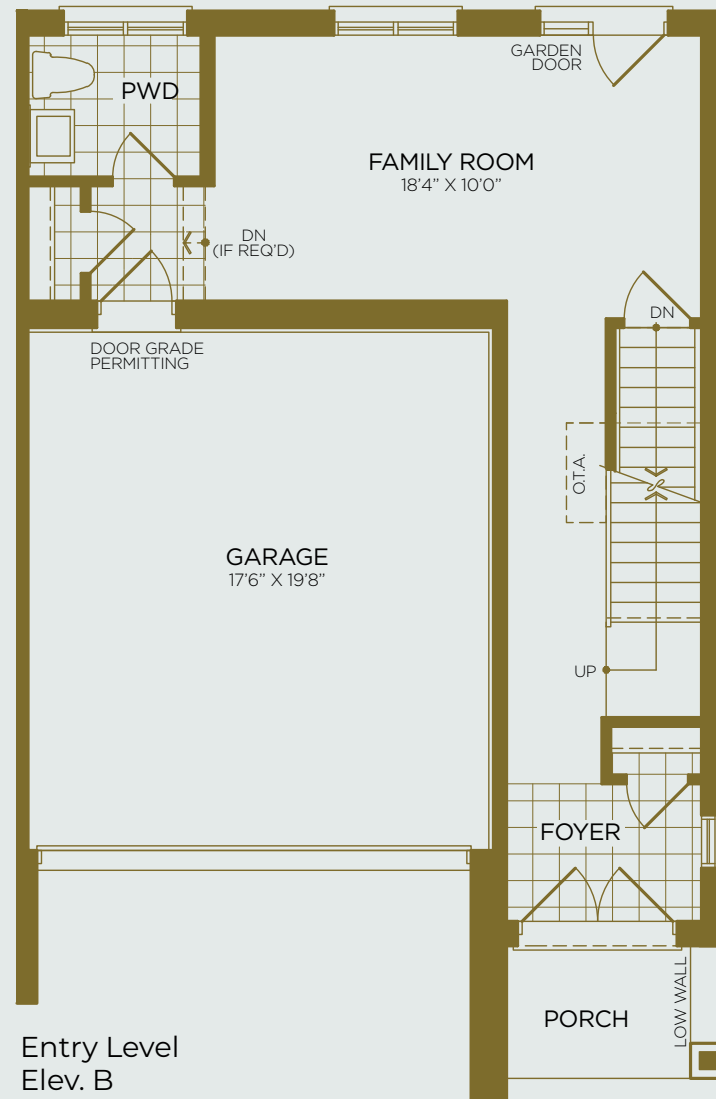 GARDEN
DOOR
PWD
FAMILY ROOM
18'4" X 10'0"
DN
(IF REQ'D)
DN
DOOR GRADE
PERMITTING
O.T.A.
GARAGE
17'6" X 19'8"
UP
FOYER
LOW WALL
PORCH
Entry Level
Elev. B